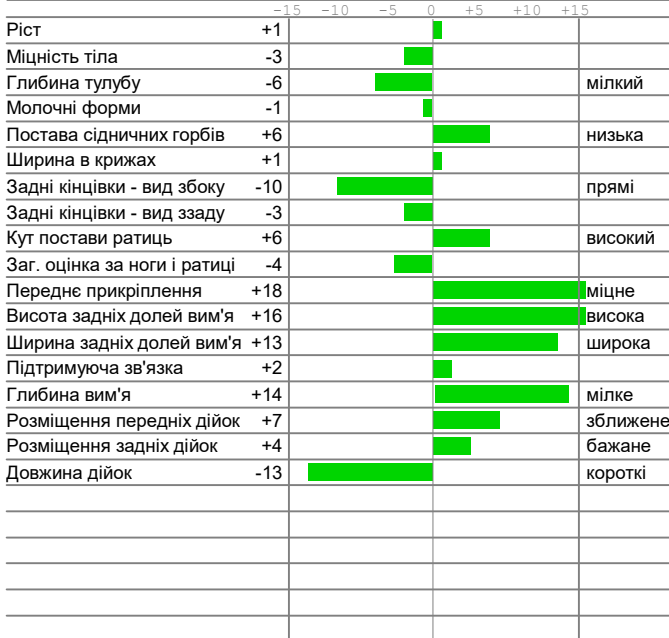 -15 -10 -5 0 +5 +10 +15
Ріст +1
Міцність тіла -3
Глибина тулубу -6 мілкий
Молочні форми -1
Постава сідничних горбів +6 низька
Ширина в крижах +1
Задні кінцівки - вид збоку -10 прямі
Задні кінцівки - вид ззаду -3
Кут постави ратиць +6 високий
Заг. оцінка за ноги і ратиці -4
Переднє прикріплення +18 міцне
Висота задніх долей вим'я +16 висока
Ширина задніх долей вим'я +13 широка
Підтримуюча зв'язка +2
Глибина вим'я +14 мілке
Розміщення передніх дійок +7 зближене
Розміщення задніх дійок +4 бажане
Довжина дійок -13 короткі